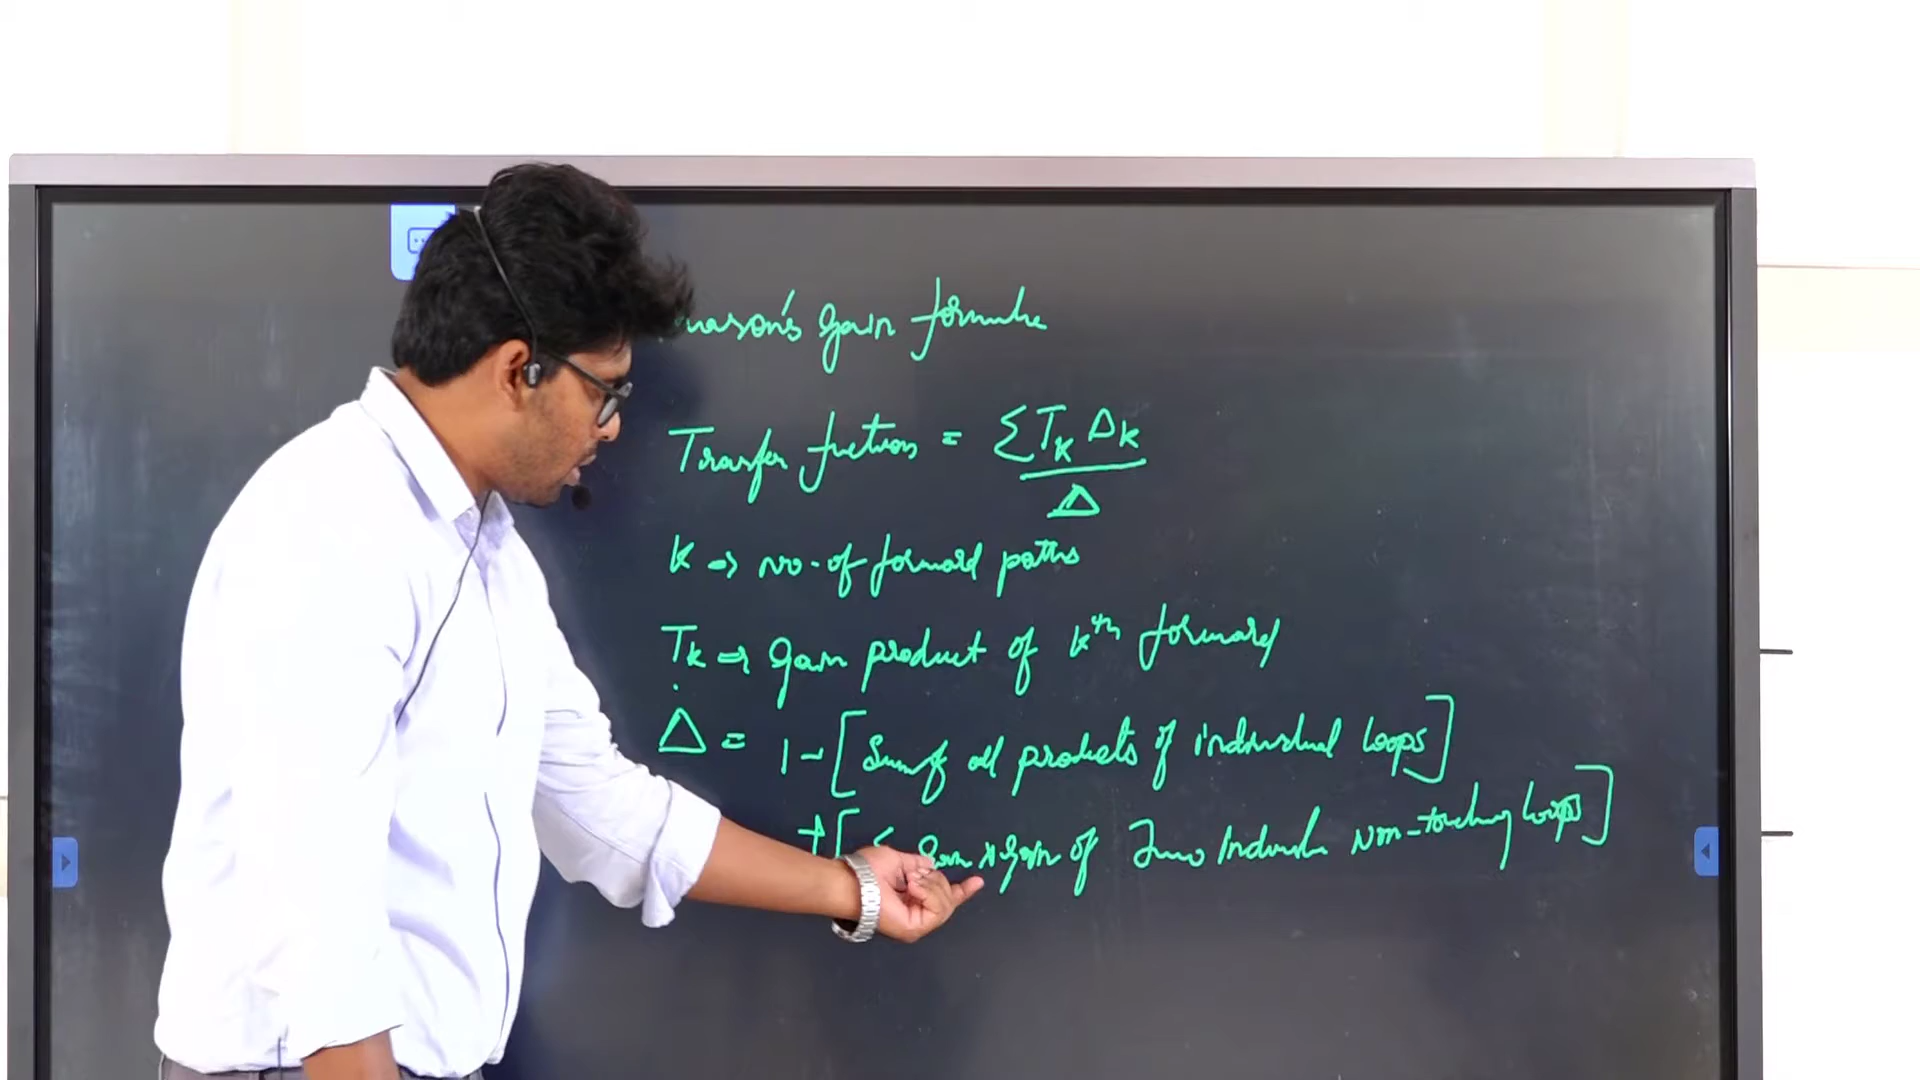 mason's gain formula
Transfer function = ΣTₖ Δₖ / Δ
K ⇒ no. of forward paths
Tₖ ⇒ gain product of kᵗʰ forward
Δ = 1 - [Sum of all products of individual loops]
+ [ gain of Two Non-touching loops]